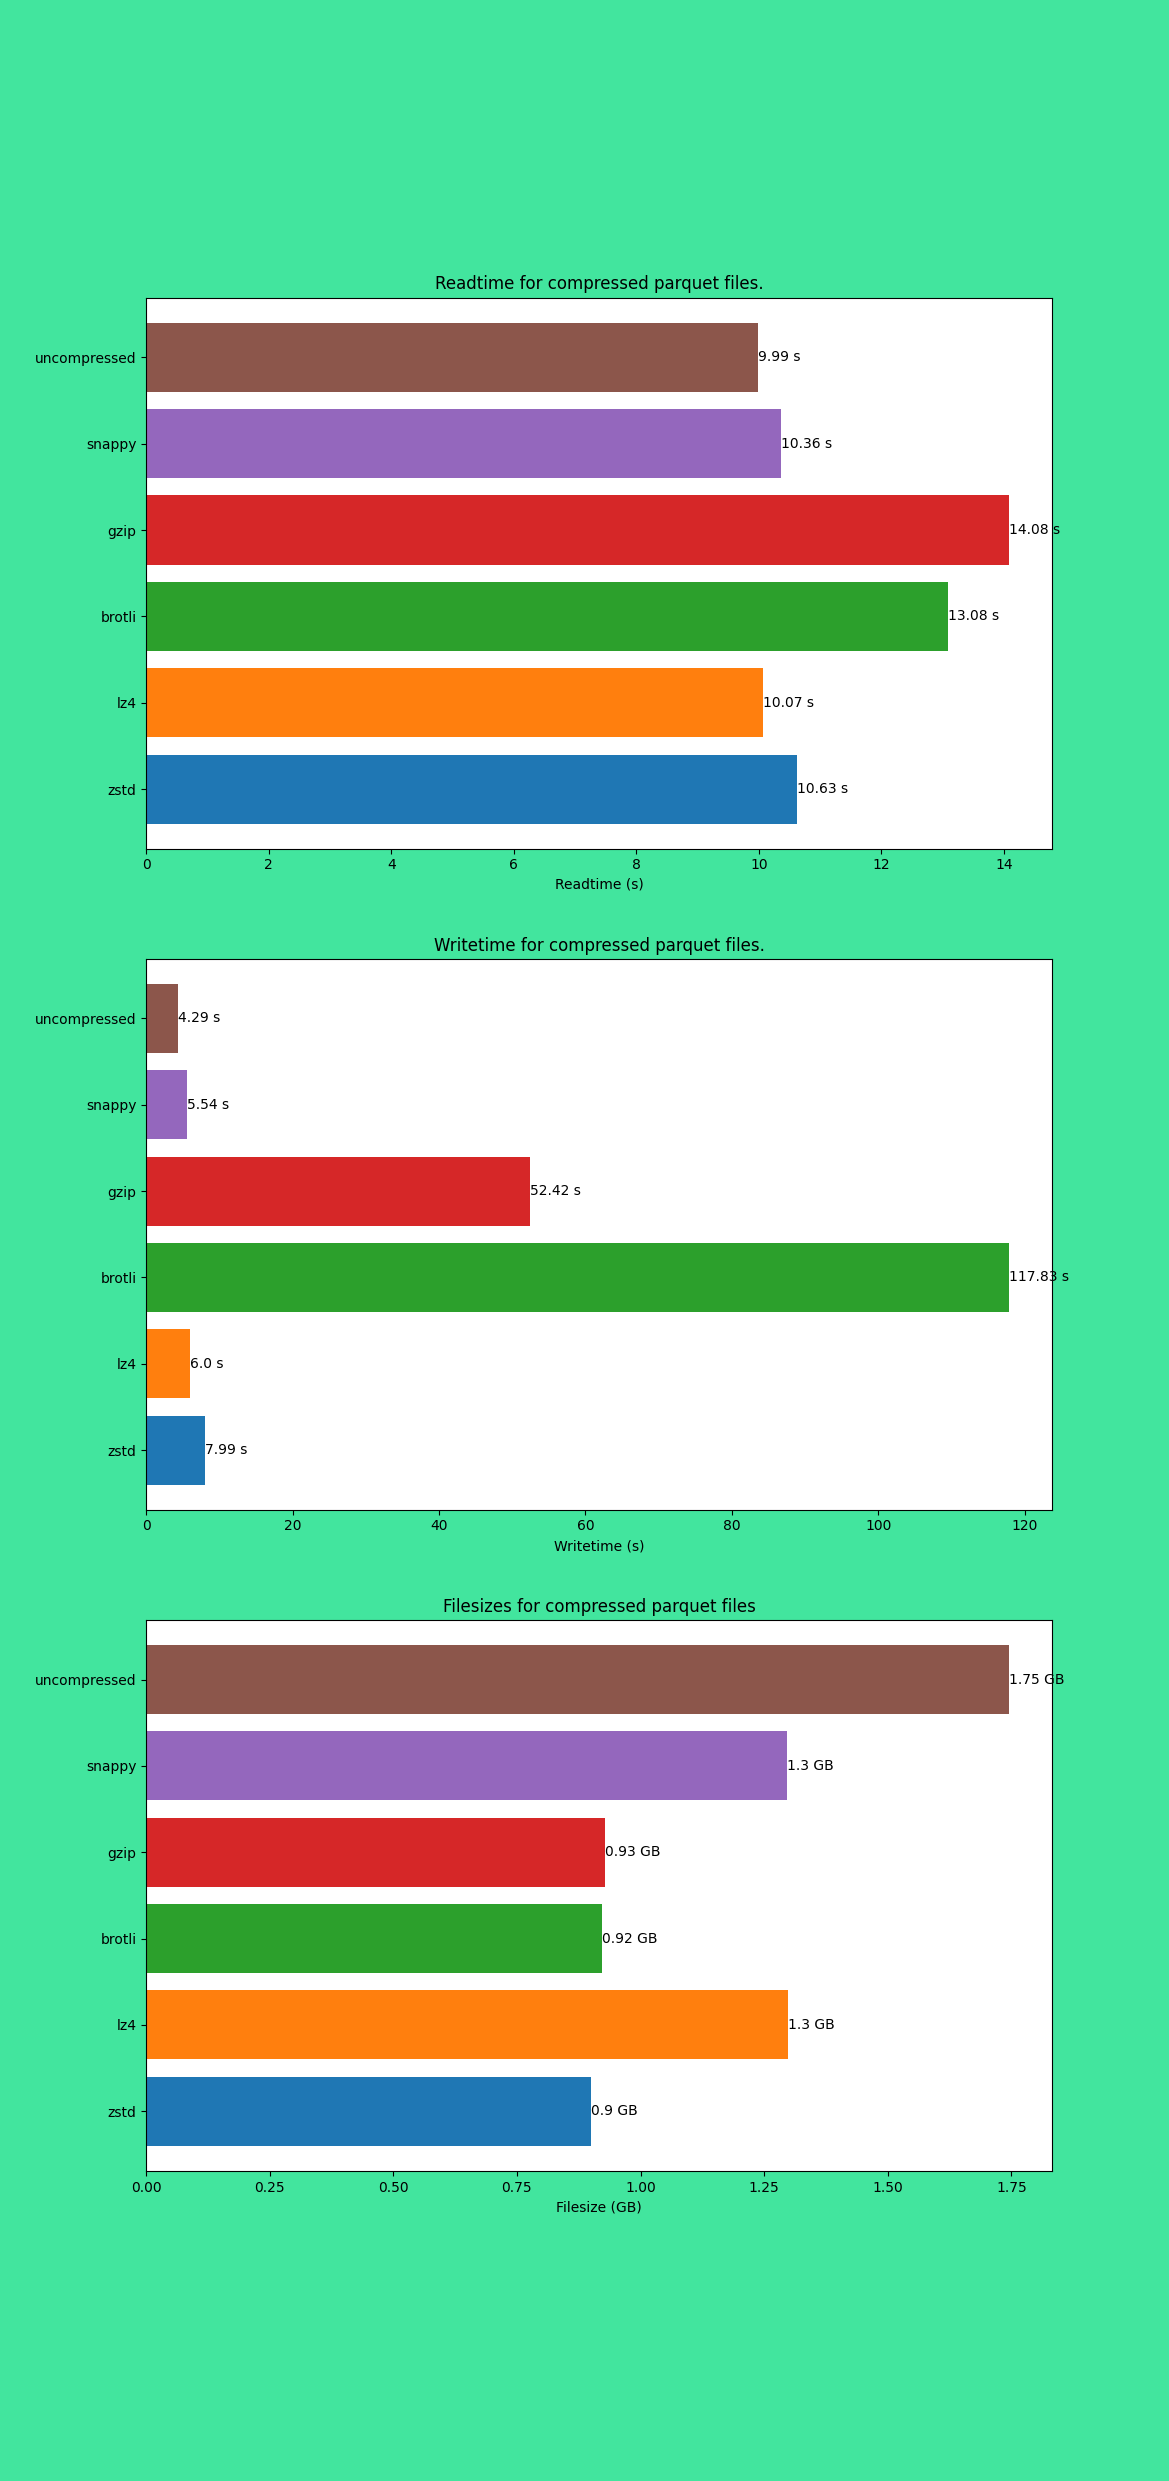 Readtime for compressed parquet files.
uncompressed
9.99 s
snappy
10.36 s
gzip
14.08 s
brotli
13.08 s
lz4
10.07 s
zstd
10.63 s
0 2 4 6 8 10 12 14
Readtime (s)
Writetime for compressed parquet files.
uncompressed
4.29 s
snappy
5.54 s
gzip
52.42 s
brotli
117.83 s
lz4
6.0 s
zstd
7.99 s
0 20 40 60 80 100 120
Writetime (s)
Filesizes for compressed parquet files
uncompressed
1.75 GB
snappy
1.3 GB
gzip
0.93 GB
brotli
0.92 GB
lz4
1.3 GB
zstd
0.9 GB
0.00 0.25 0.50 0.75 1.00 1.25 1.50 1.75
Filesize (GB)